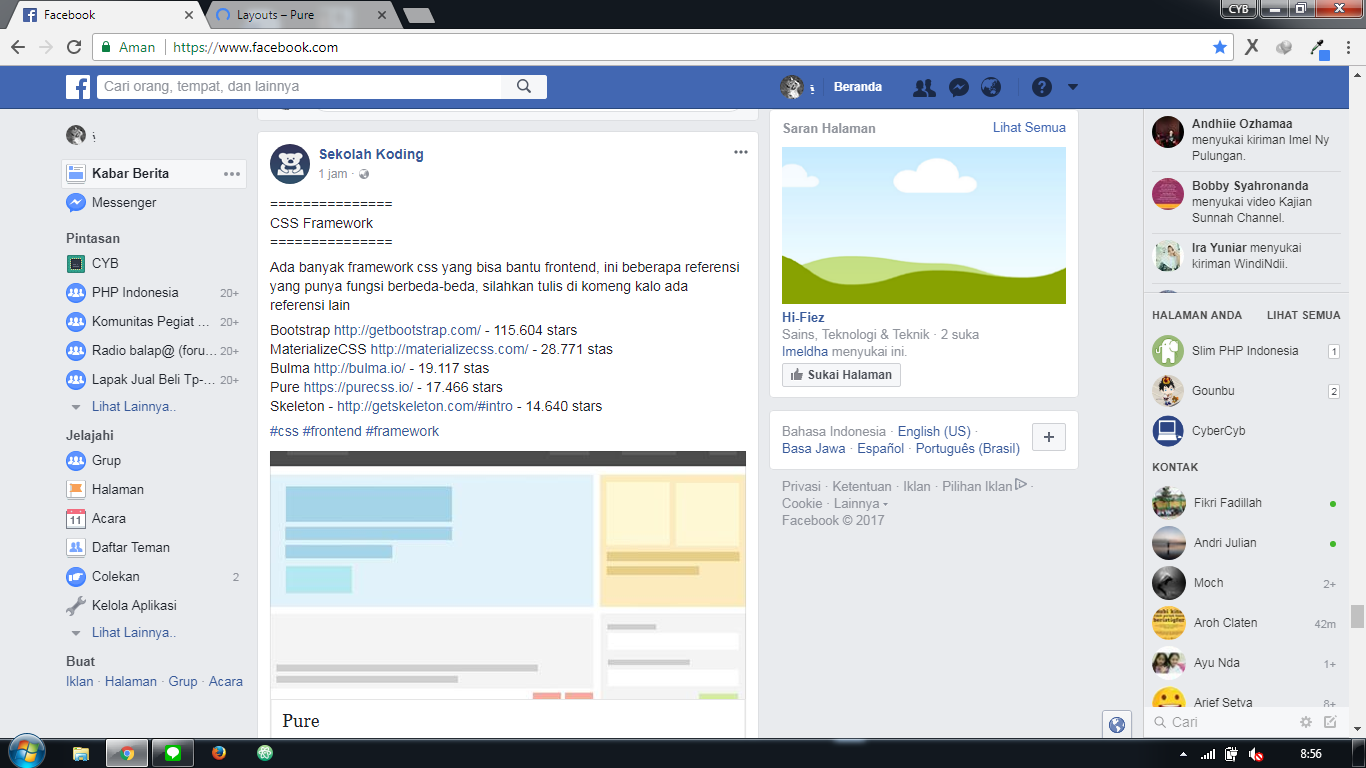 Facebook
Layouts – Pure
CYB
Aman
https://www.facebook.com
Cari orang, tempat, dan lainnya
Beranda
Kabar Berita
Messenger
Pintasan
CYB
PHP Indonesia 20+
Komunitas Pegiat ... 20+
Radio balap@ (foru... 20+
Lapak Jual Beli Tp-... 20+
Lihat Lainnya..
Jelajahi
Grup
Halaman
11 Acara
Daftar Teman
Colekan 2
Kelola Aplikasi
Lihat Lainnya..
Buat
Iklan · Halaman · Grup · Acara
Sekolah Koding
1 jam ·
===============
CSS Framework
===============
Ada banyak framework css yang bisa bantu frontend, ini beberapa referensi
yang punya fungsi berbeda-beda, silahkan tulis di komeng kalo ada
referensi lain
Bootstrap http://getbootstrap.com/ - 115.604 stars
MaterializeCSS http://materializecss.com/ - 28.771 stas
Bulma http://bulma.io/ - 19.117 stas
Pure https://purecss.io/ - 17.466 stars
Skeleton - http://getskeleton.com/#intro - 14.640 stars
#css #frontend #framework
Pure
Saran Halaman Lihat Semua
Hi-Fiez
Sains, Teknologi & Teknik · 2 suka
Imeldha menyukai ini.
Sukai Halaman
Bahasa Indonesia · English (US) ·
Basa Jawa · Español · Português (Brasil)
Privasi · Ketentuan · Iklan · Pilihan Iklan ·
Cookie · Lainnya
Facebook © 2017
Andhiie Ozhamaa
menyukai kiriman Imel Ny
Pulungan.
Bobby Syahronanda
menyukai video Kajian
Sunnah Channel.
Ira Yuniar menyukai
kiriman WindiNdii.
HALAMAN ANDA LIHAT SEMUA
Slim PHP Indonesia 1
Gounbu 2
CyberCyb
KONTAK
Fikri Fadillah
Andri Julian
Moch 2+
Aroh Claten 42m
Ayu Nda 1+
Arief Setya 8+
Cari
8:56